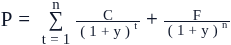 P = n∑t = 1 C/( 1 + y )^t + F/( 1 + y )^n